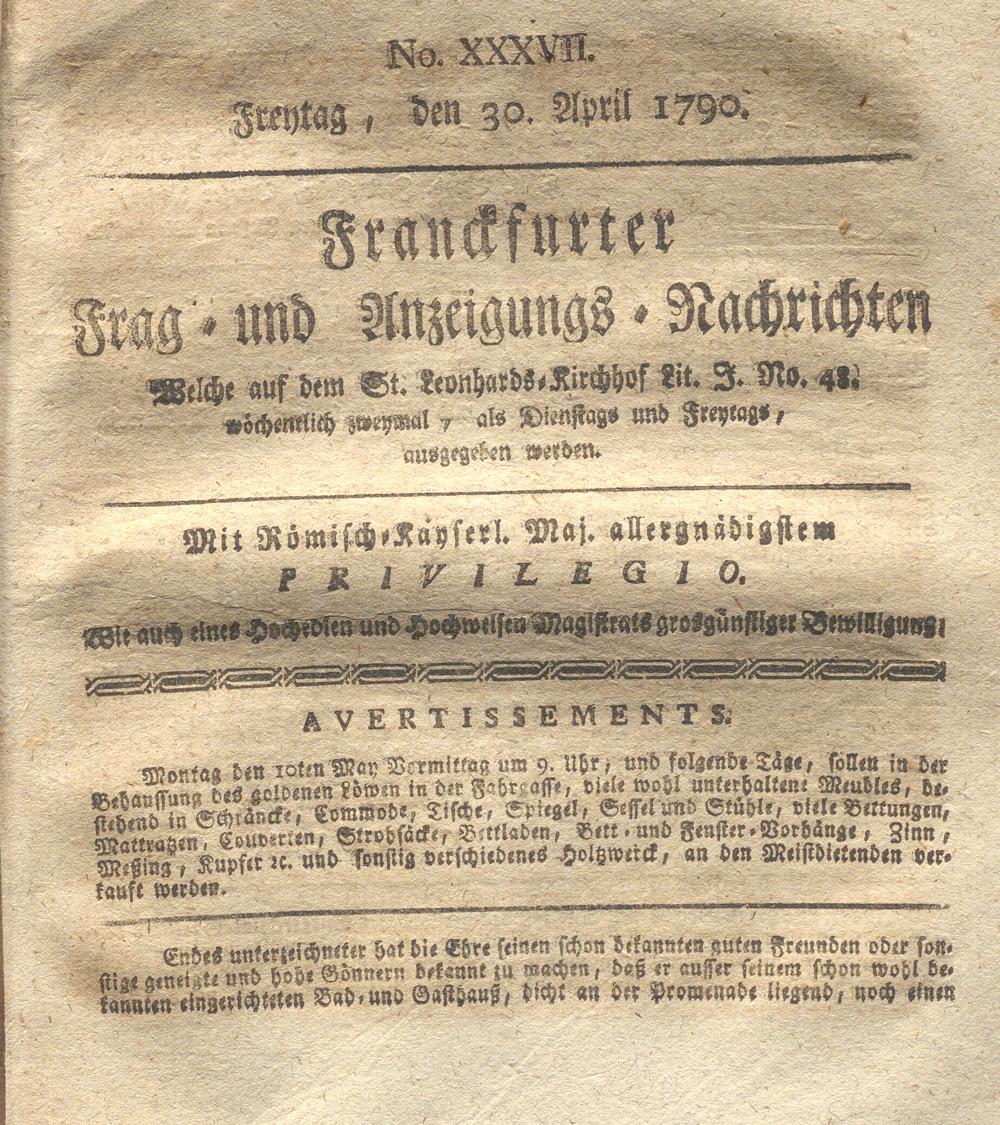 No. XXXVII.
Freytag, den 30. April 1790.
Franckfurter
Frag- und Anzeigungs-Nachrichten
Welche auf dem St. Leonhards-Kirchhof Lit. J. No. 48.
wöchentlich zweymal, als Dienstags und Freytags,
ausgegeben werden.
Mit Römisch-Kayserl. Maj. allergnädigstem
PRIVILEGIO.
Wie auch eines Hochedlen und Hochweisen Magistrats grosgünstiger Bewilligung.
AVERTISSEMENTS.
Montag den 10ten May Vormittag um 9. Uhr, und folgende Täge, sollen in der
Behaussung des goldenen Löwen in der Fahrgasse, viele wohl unterhaltene Meubles, be-
stehend in Schräncke, Commode, Tische, Spiegel, Sessel und Stühle, viele Bettungen,
Mattratzen, Couverten, Strohsäcke, Bettladen, Bett- und Fenster-Vorhänge, Zinn,
Meßing, Kupfer ꝛc. und sonstig verschiedenes Holtzwerck, an den Meistbietenden ver-
kauft werden.
Endes unterzeichneter hat die Ehre seinen schon bekannten guten Freunden oder son-
stige geneigte und hohe Gönnern bekannt zu machen, daß er ausser seinem schon wohl be-
kannten eingerichteten Bad- und Gasthauß, dicht an der Promenade liegend, noch einen